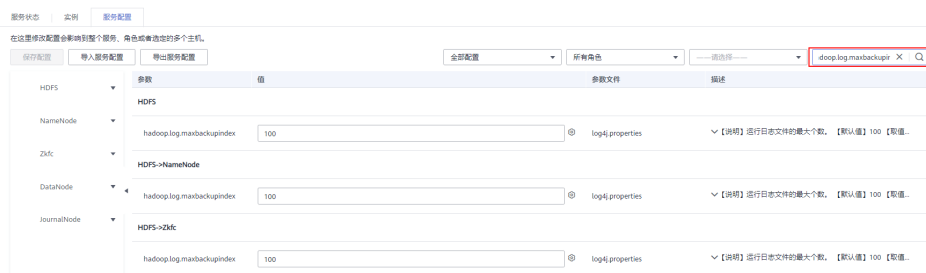 服务状态 实例 服务配置
在这里修改配置会影响到整个服务、角色或者选定的多个主机。
保存配置 导入服务配置 导出服务配置 全部配置 所有角色 ------请选择------ doop.log.maxbackupir
参数 值 参数文件 描述
HDFS
HDFS
NameNode
hadoop.log.maxbackupindex 100 log4j.properties 【说明】运行日志文件的最大个数。 【默认值】100 【取值...
Zkfc
HDFS->NameNode
DataNode
hadoop.log.maxbackupindex 100 log4j.properties 【说明】运行日志文件的最大个数。 【默认值】100 【取值...
JournalNode
HDFS->Zkfc
hadoop.log.maxbackupindex 100 log4j.properties 【说明】运行日志文件的最大个数。 【默认值】100 【取值...